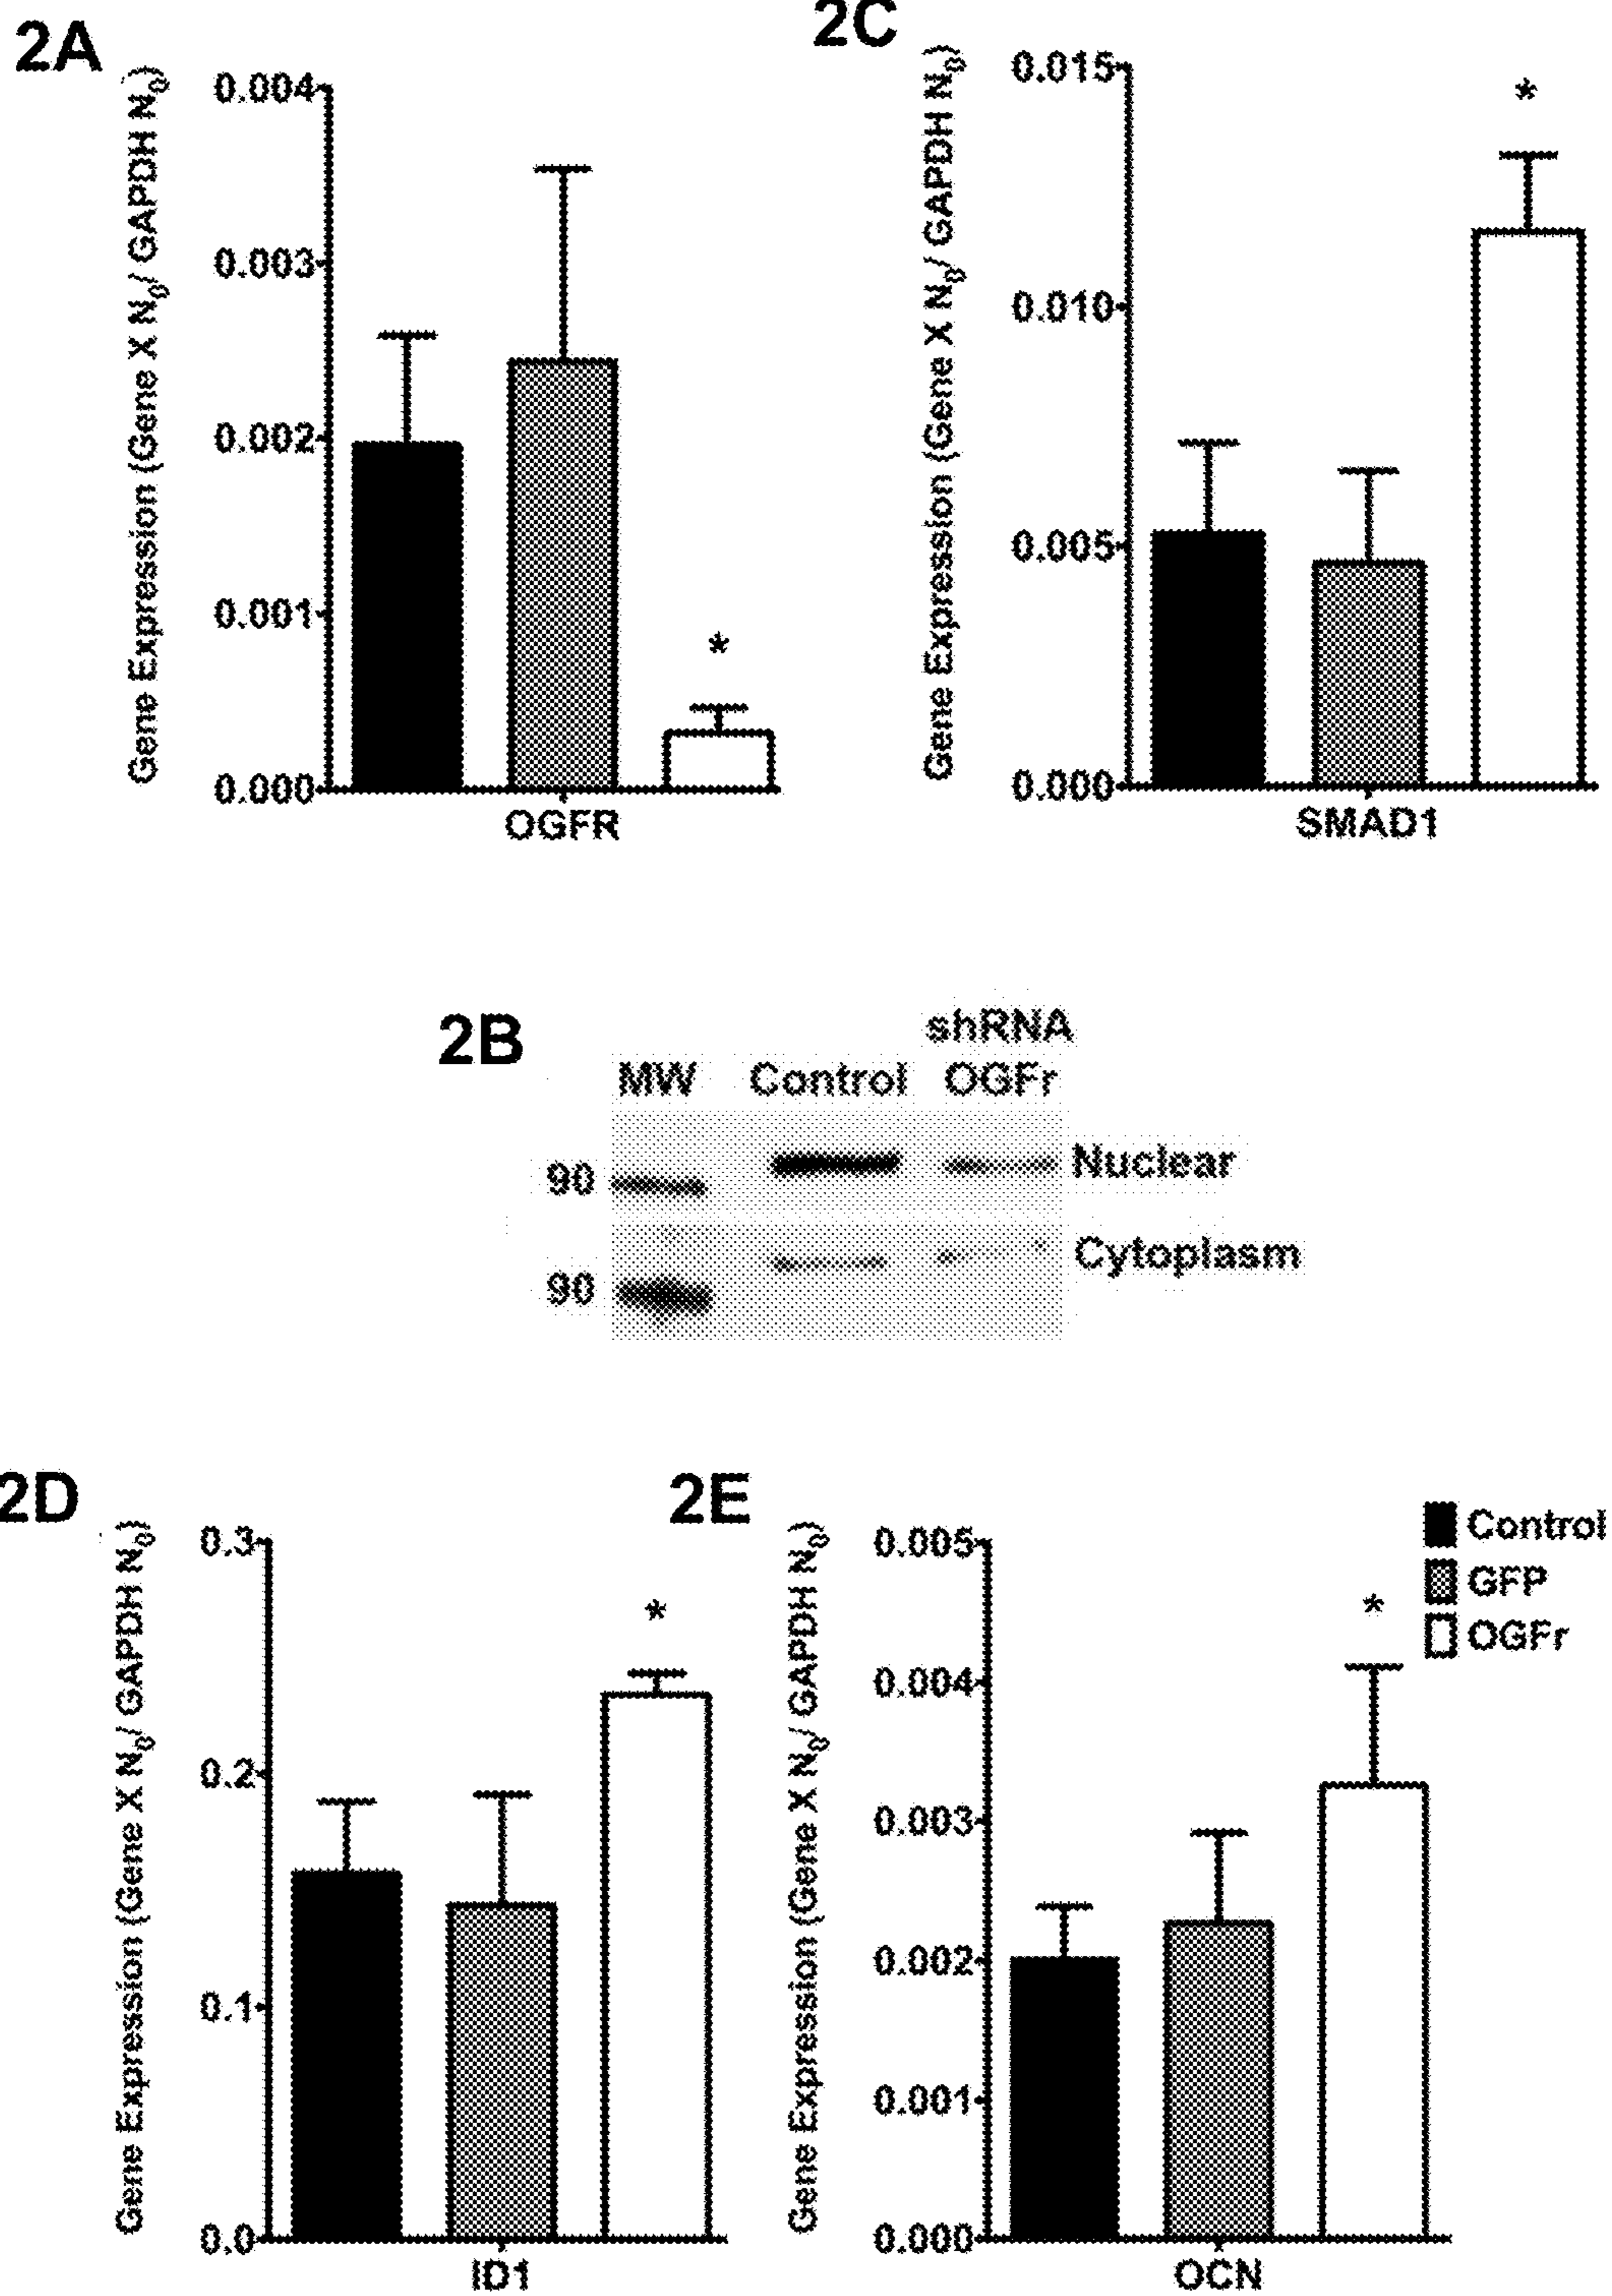 2A
Gene Expression (Gene X N0/ GAPDH N0)
0.004
0.003
0.002
0.001
0.000
*
OGFR
2C
Gene Expression (Gene X N0/ GAPDH N0)
0.015
0.010
0.005
0.000
*
SMAD1
2B
shRNA
MW Control OGFr
90 Nuclear
90 Cytoplasm
2D
Gene Expression (Gene X N0/ GAPDH N0)
0.3
0.2
0.1
0.0
*
ID1
2E
Gene Expression (Gene X N0/ GAPDH N0)
0.005
0.004
0.003
0.002
0.001
0.000
*
OCN
Control
GFP
OGFr